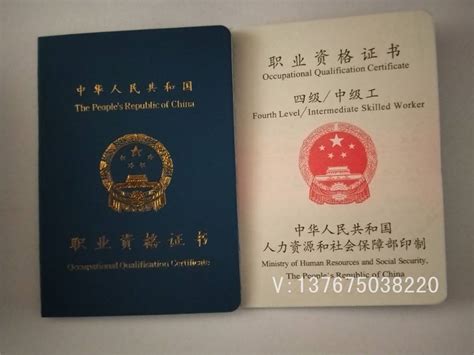 中华人民共和国
The People's Republic of China
职业资格证书
Occupational Qualification Certificate
职业资格证书
Occupational Qualification Certificate
四级/中级工
Fourth Level/Intermediate Skilled Worker
中华人民共和国
人力资源和社会保障部印制
Ministry of Human Resources and Social Security,
The People's Republic of China
V:13767503822​0